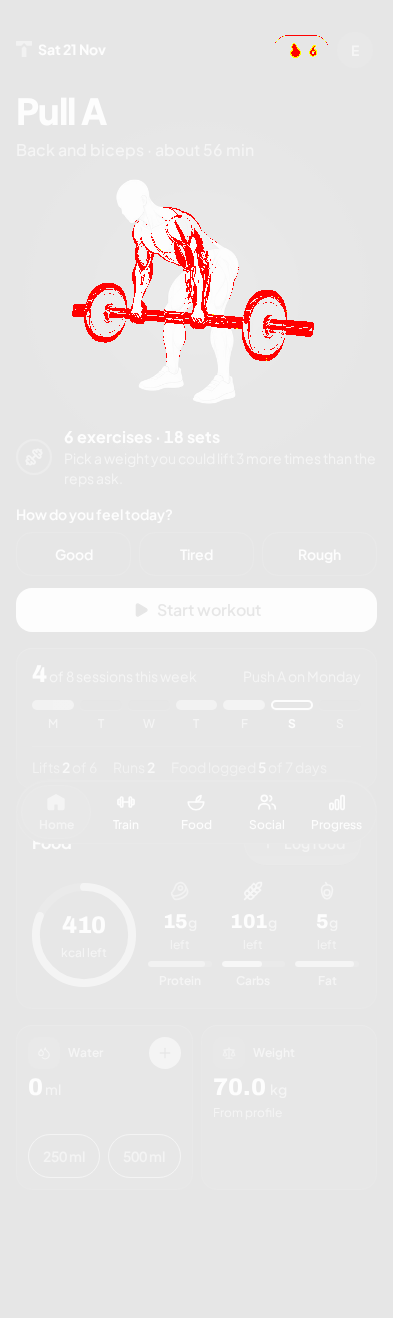 Sat 21 Nov
6
E
Pull A
Back and biceps · about 56 min
6 exercises · 18 sets
Pick a weight you could lift 3 more times than the
reps ask.
How do you feel today?
Good Tired Rough
Start workout
4 of 8 sessions this week Push A on Monday
M T W T F S S
Lifts 2 of 6 Runs 2 Food logged 5 of 7 days
Home Train Food Social Progress
Food
410
kcal left
15 g 101 g 5 g
left left left
Protein Carbs Fat
Water Weight
0 ml 70.0 kg
From profile
250 ml 500 ml